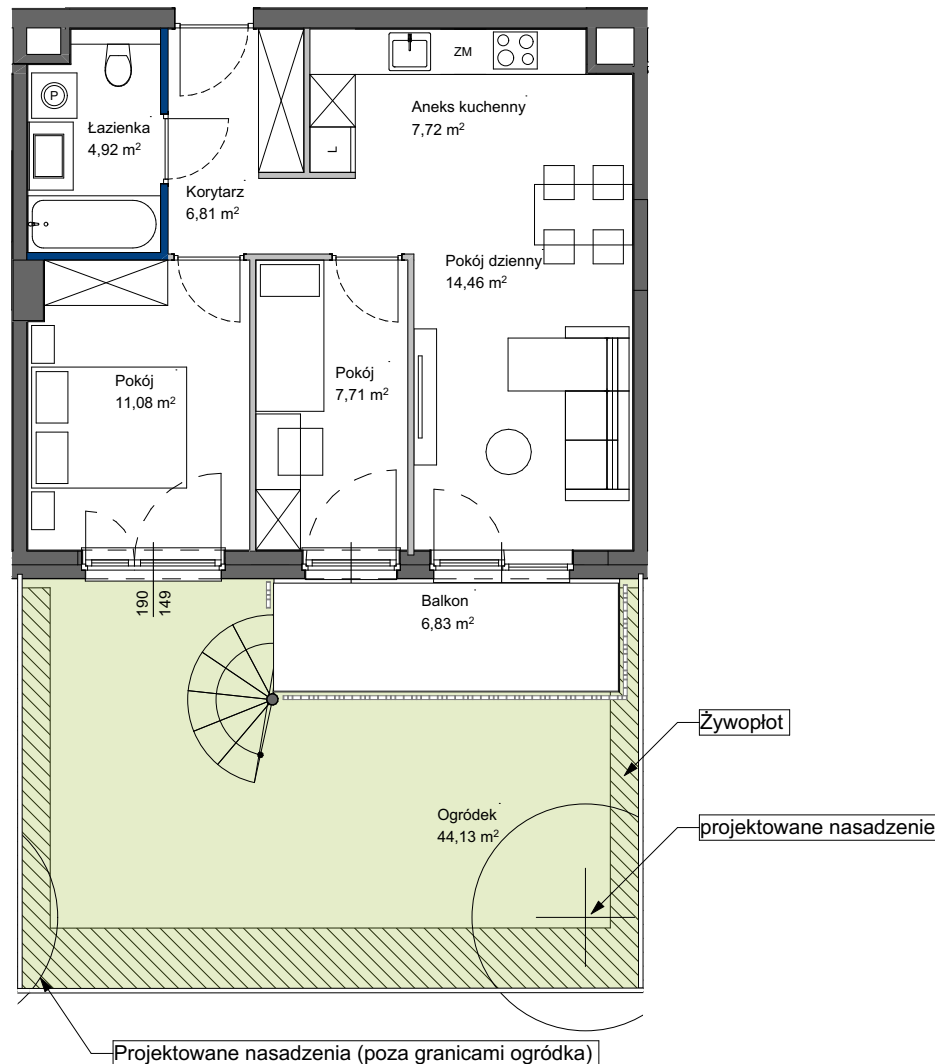 ZM
P
L
Aneks kuchenny
7,72 m²
Łazienka
4,92 m²
Korytarz
6,81 m²
Pokój dzienny
14,46 m²
Pokój
11,08 m²
Pokój
7,71 m²
190
149
Balkon
6,83 m²
Żywopłot
Ogródek
44,13 m²
projektowane nasadzenie
Projektowane nasadzenia (poza granicami ogródka)